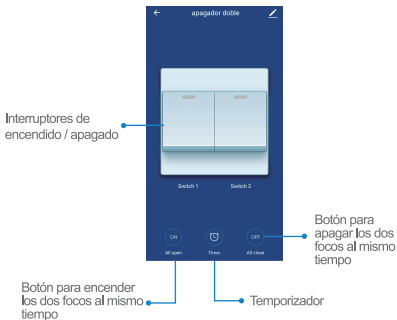 apagador doble
Interruptores de
encendido / apagado
Switch 1
Switch 2
ON
OFF
All open
Timer
All close
Botón para
apagar los dos
focos al mismo
tiempo
Botón para encender
los dos focos al mismo
tiempo
Temporizador